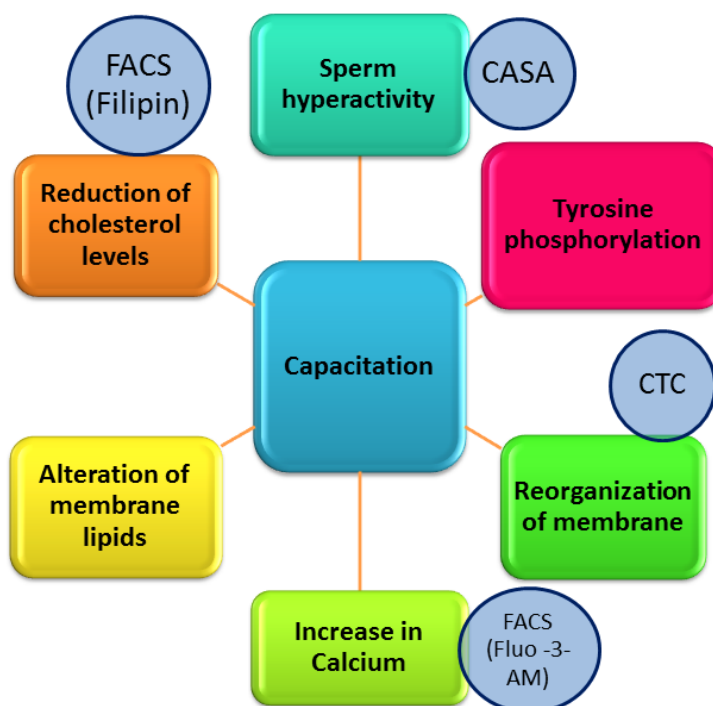 FACS
(Filipin)
Sperm
hyperactivity
CASA
Reduction of
cholesterol
levels
Tyrosine
phosphorylation
Capacitation
CTC
Alteration of
membrane
lipids
Reorganization
of membrane
Increase in
Calcium
FACS
(Fluo -3-
AM)